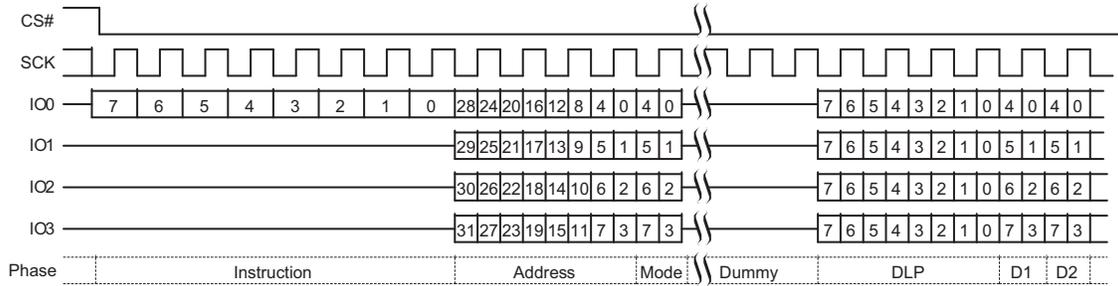 CS#
SCK
IO0 7 6 5 4 3 2 1 0 28 24 20 16 12 8 4 0 4 0 7 6 5 4 3 2 1 0 4 0 4 0
IO1 29 25 21 17 13 9 5 1 5 1 7 6 5 4 3 2 1 0 5 1 5 1
IO2 30 26 22 18 14 10 6 2 6 2 7 6 5 4 3 2 1 0 6 2 6 2
IO3 31 27 23 19 15 11 7 3 7 3 7 6 5 4 3 2 1 0 7 3 7 3
Phase Instruction Address Mode Dummy DLP D1 D2